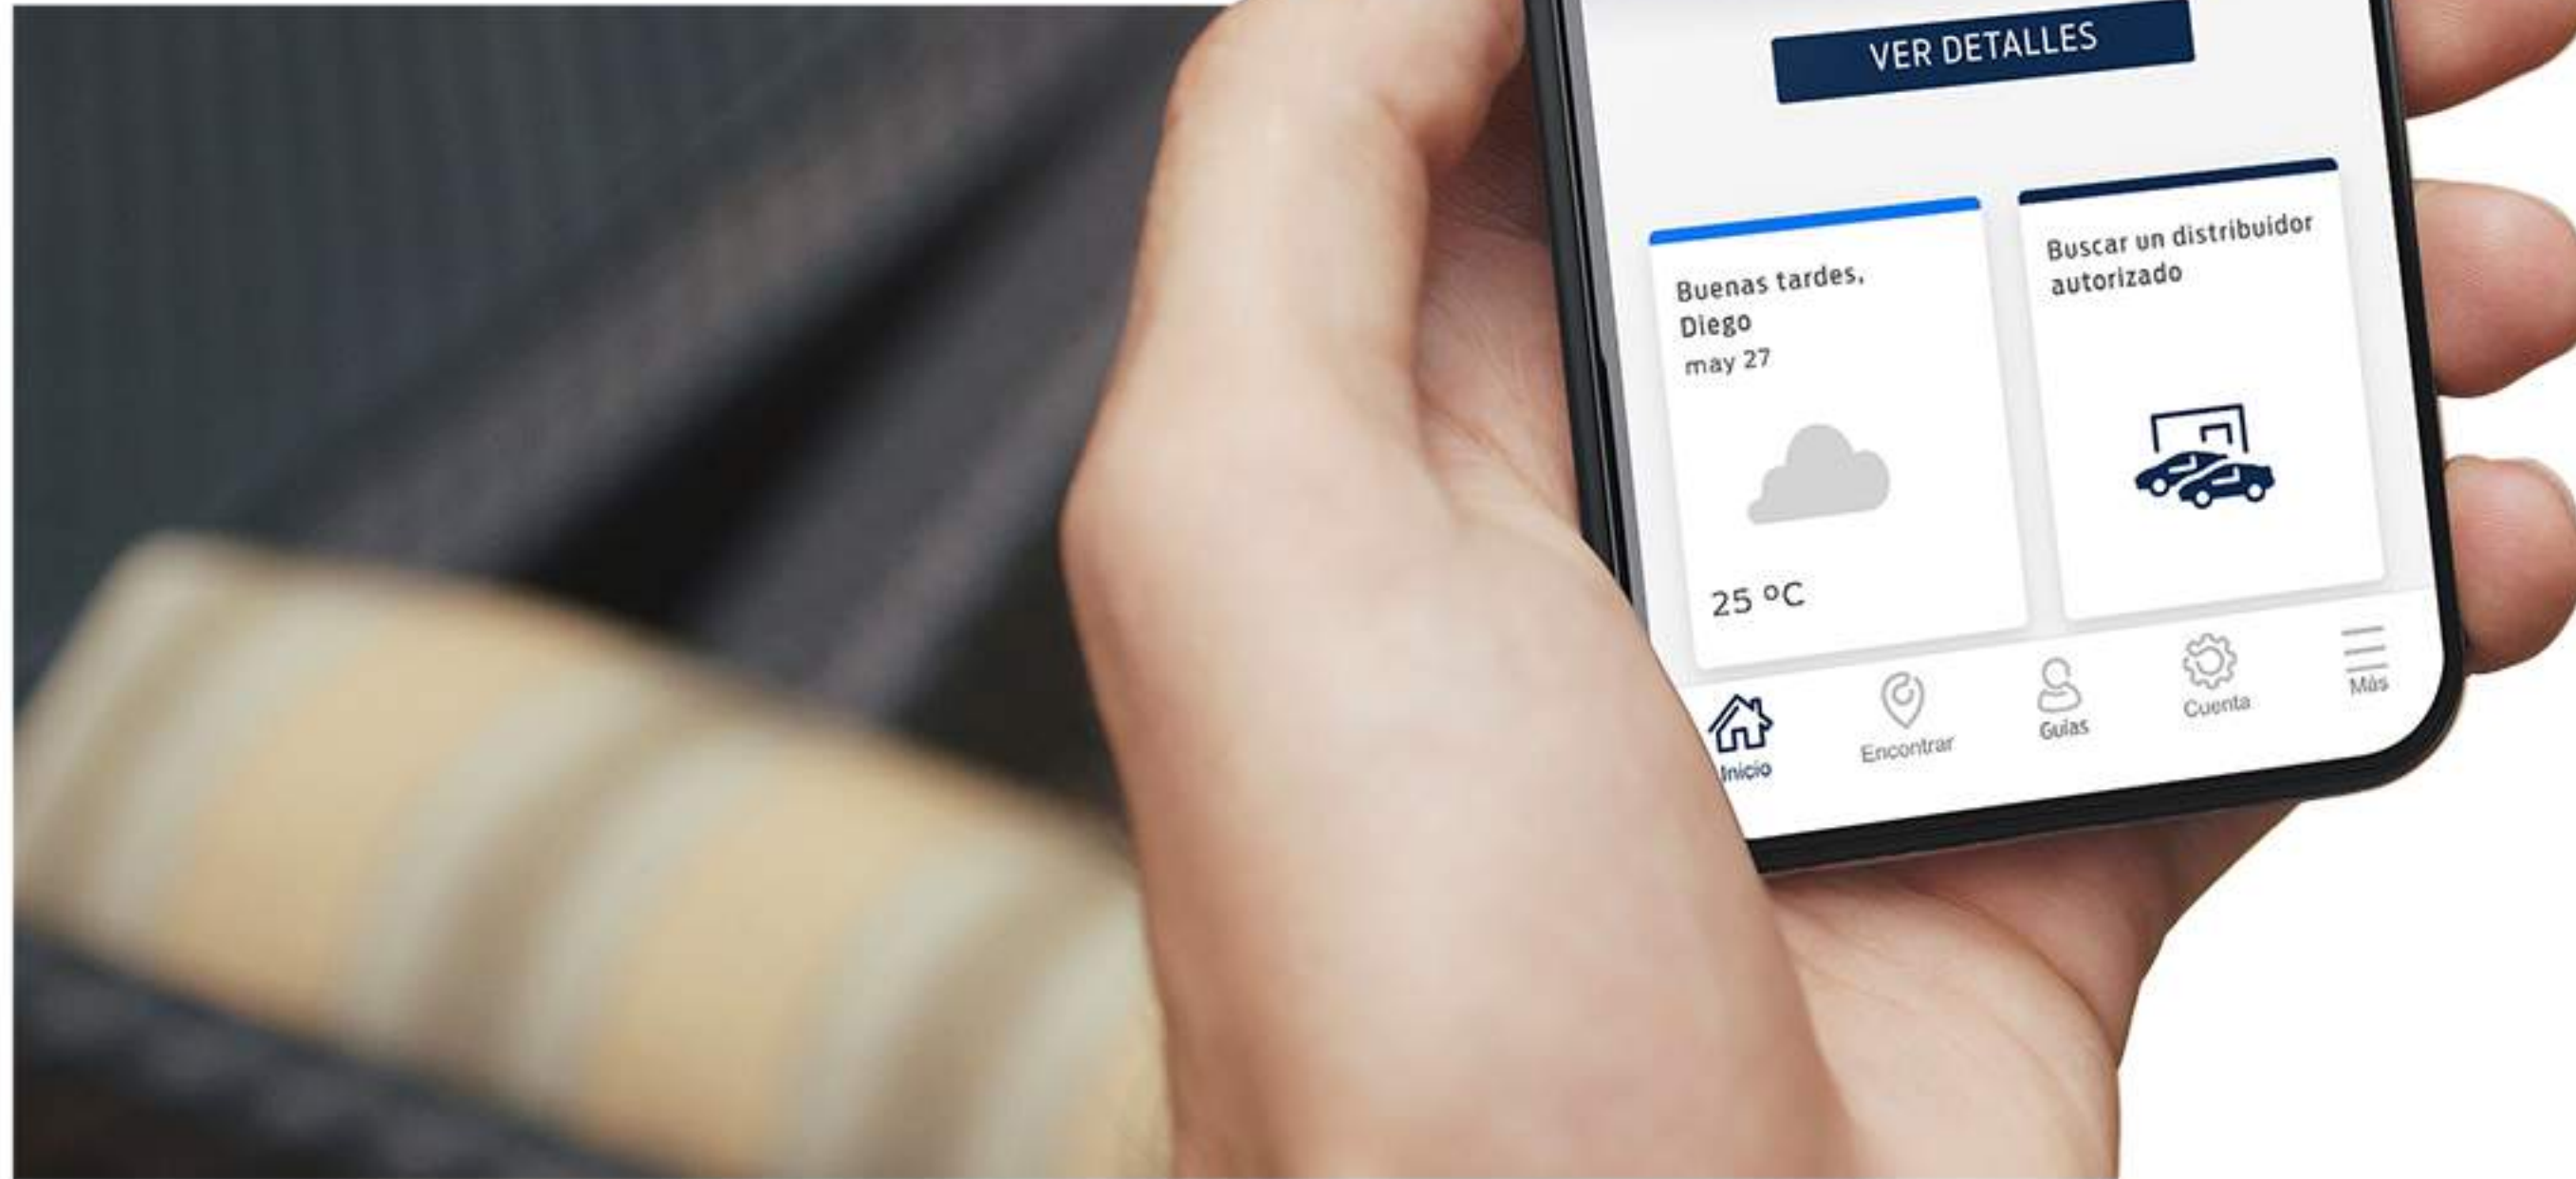 VER DETALLES
Buenas tardes,
Diego
may 27
25 ºC
Buscar un distribuidor
autorizado
Inicio
Encontrar
Guías
Cuenta
Más